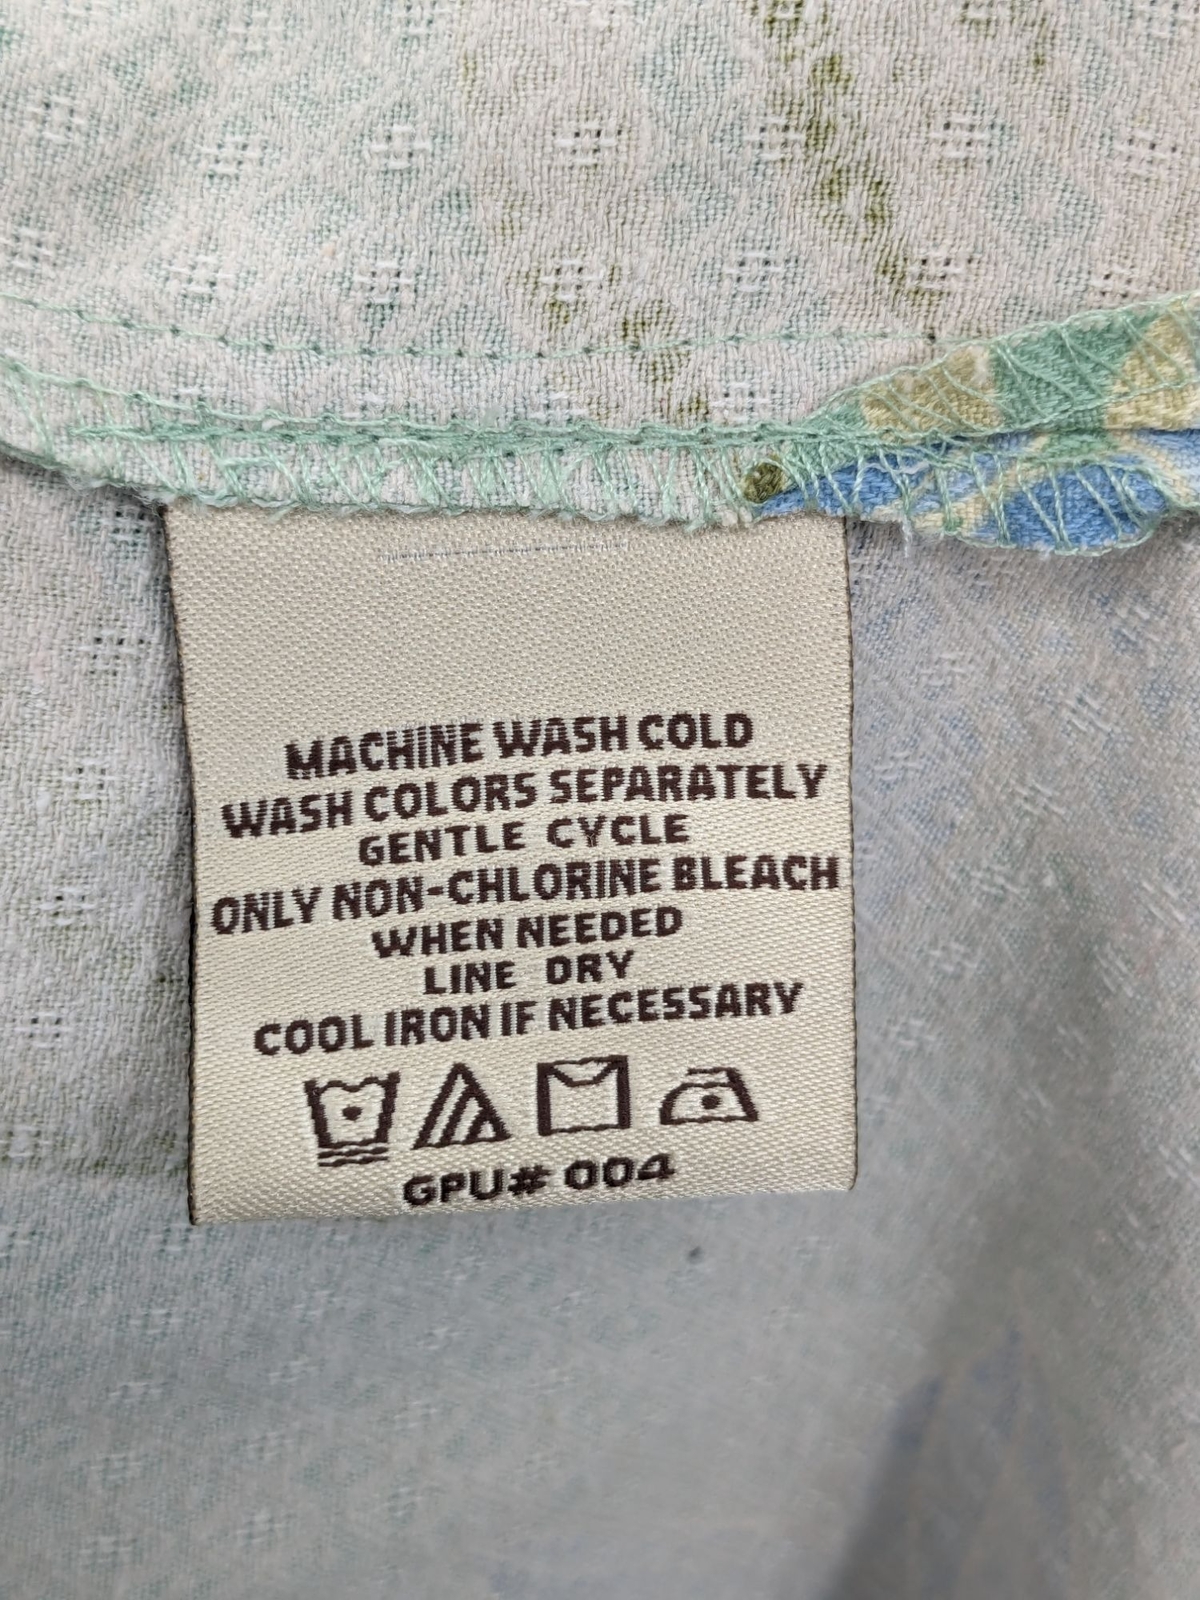 MACHINE WASH COLD
WASH COLORS SEPARATELY
GENTLE CYCLE
ONLY NON-CHLORINE BLEACH
WHEN NEEDED
LINE DRY
COOL IRON IF NECESSARY
GPU# 004